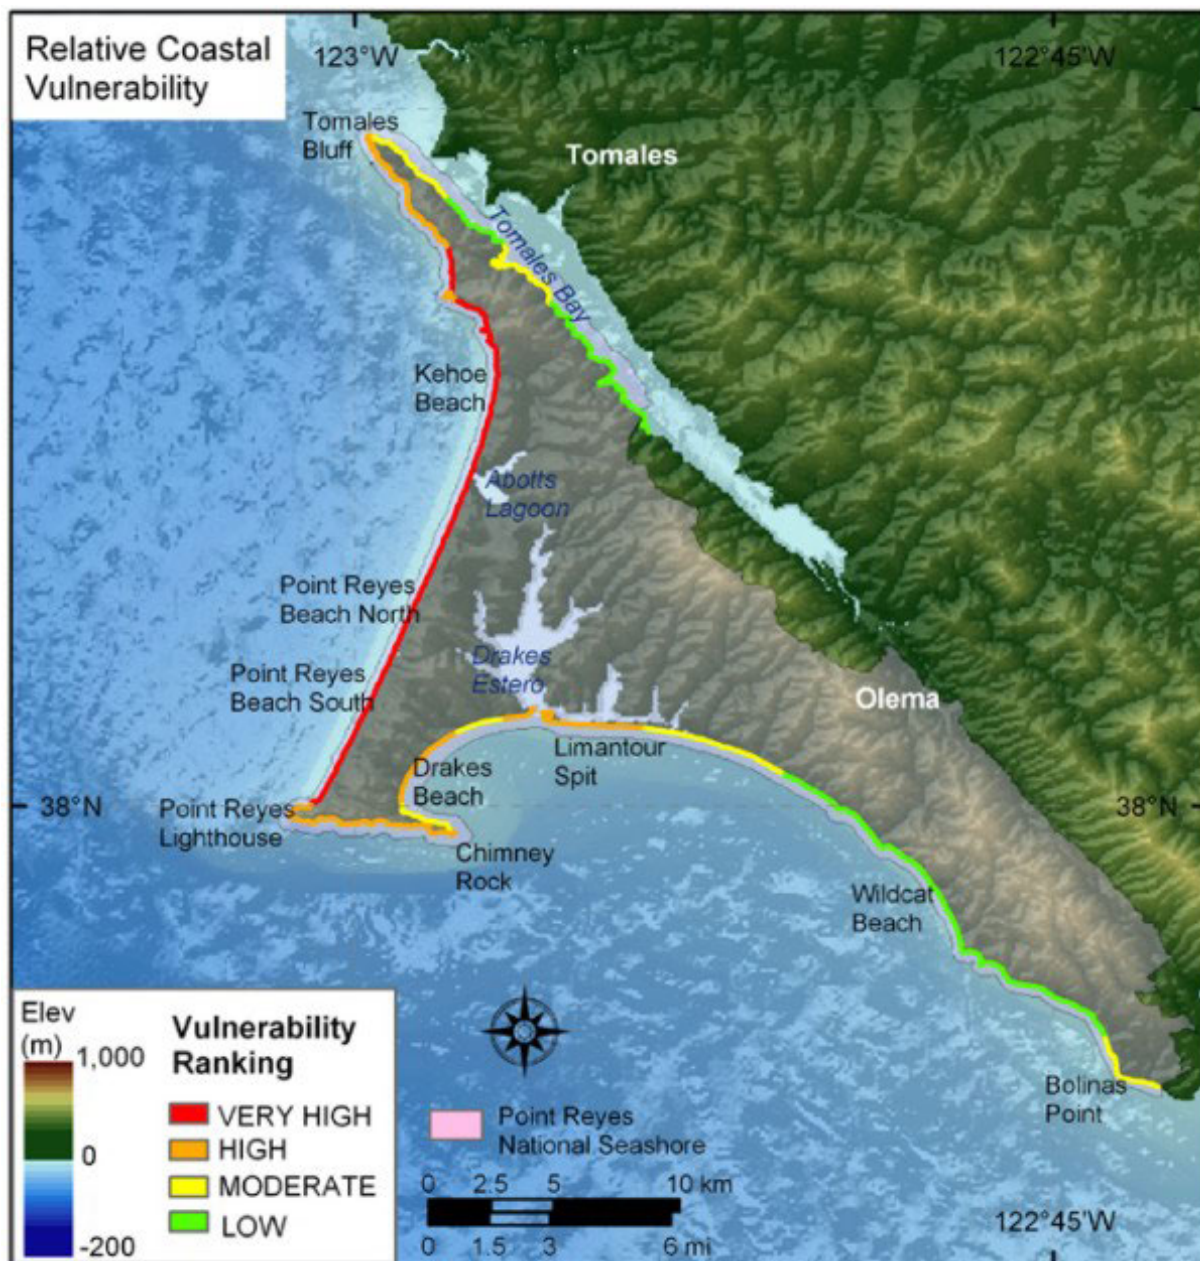 Relative Coastal
Vulnerability
123°W
122°45'W
Tomales
Bluff
Tomales
Tomales Bay
Kehoe
Beach
Abotts
Lagoon
Point Reyes
Beach North
Point Reyes
Beach South
Drakes
Estero
Olema
Limantour
Spit
Drakes
Beach
38°N
38°N
Point Reyes
Lighthouse
Chimney
Rock
Wildcat
Beach
Bolinas
Point
Elev
(m)
1,000
0
-200
Vulnerability
Ranking
VERY HIGH
HIGH
MODERATE
LOW
Point Reyes
National Seashore
0 2.5 5 10 km
0 1.5 3 6 mi
122°45'W